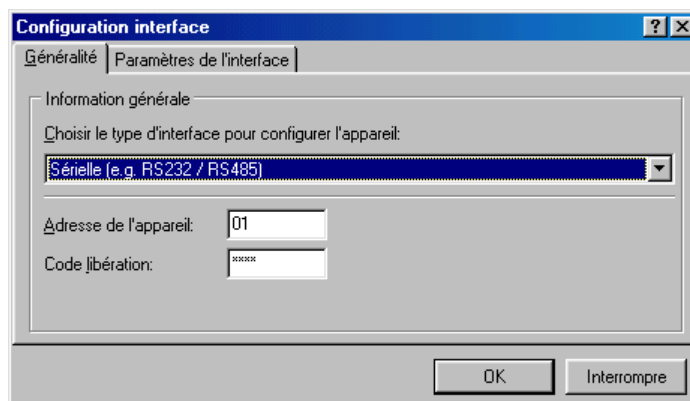 Configuration interface
Généralité
Paramètres de l'interface
Information générale
Choisir le type d'interface pour configurer l'appareil:
Sérielle (e.g. RS232 / RS485)
Adresse de l'appareil:
01
Code libération:
****
OK
Interrompre